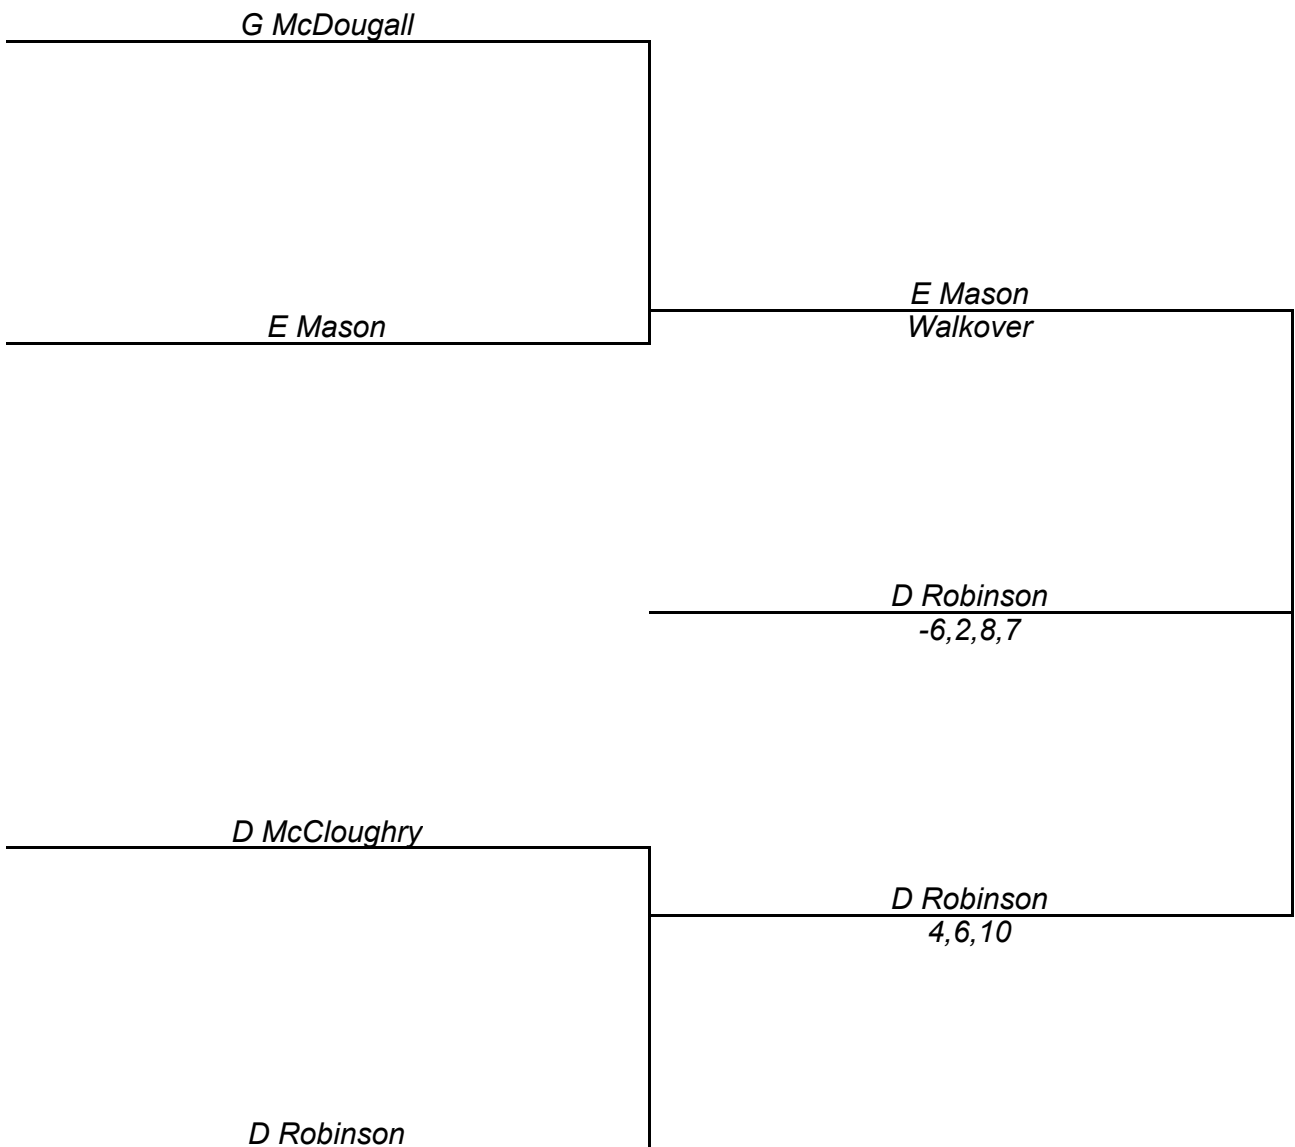 G McDougall
E Mason
E Mason
Walkover
D Robinson
-6,2,8,7
D McCloughry
D Robinson
4,6,10
D Robinson